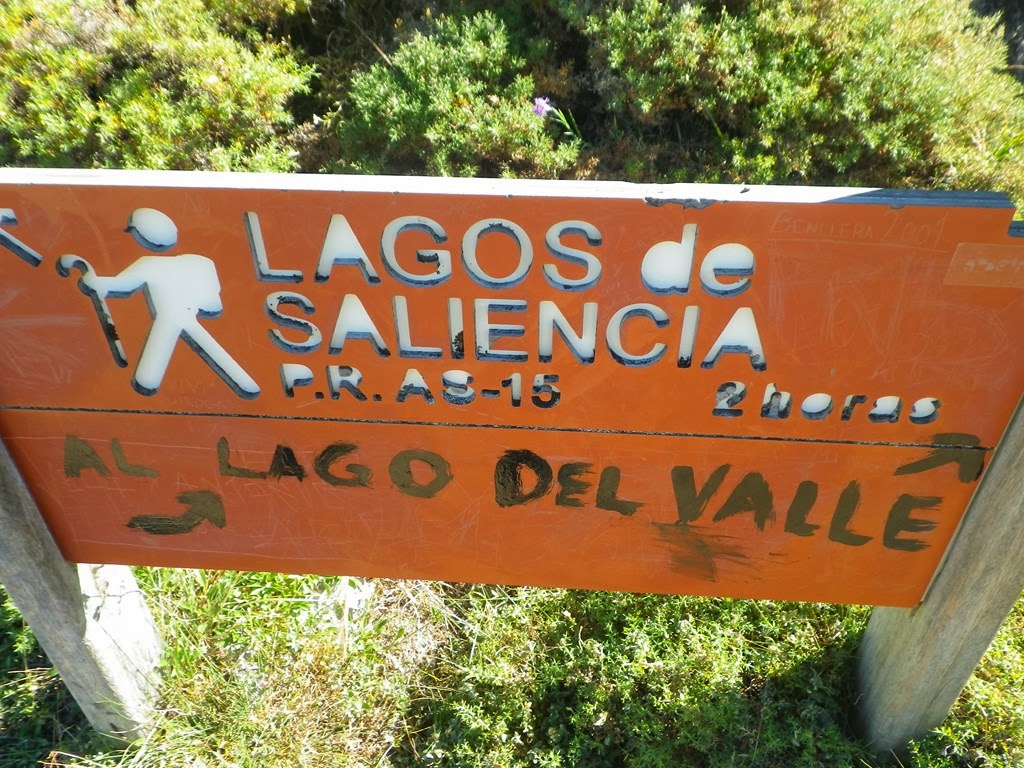 LAGOS de
SALIENCIA
P.R. AS-15 2 horas
AL LAGO DEL VALLE